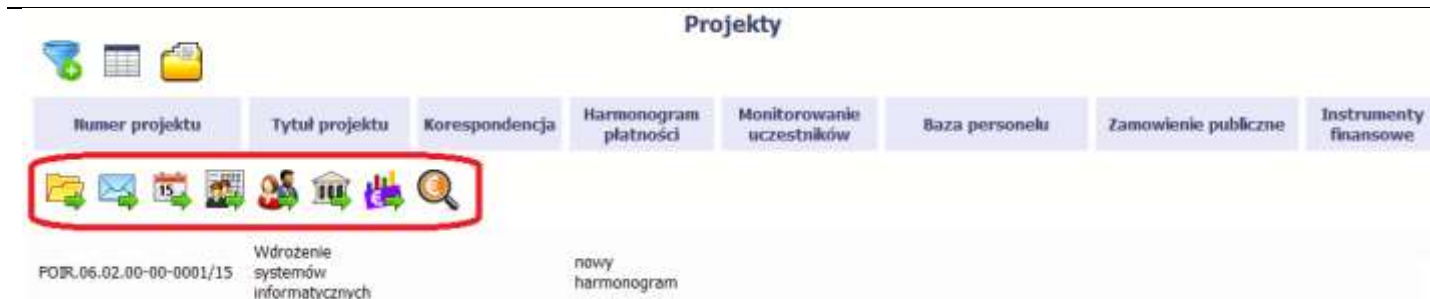 Projekty
Numer projektu
Tytuł projektu
Korespondencja
Harmonogram
płatności
Monitorowanie
uczestników
Baza personelu
Zamowienie publiczne
Instrumenty
finansowe
15
POIR.06.02.00-00-0001/15
Wdrożenie
systemów
informatycznych
nowy
harmonogram